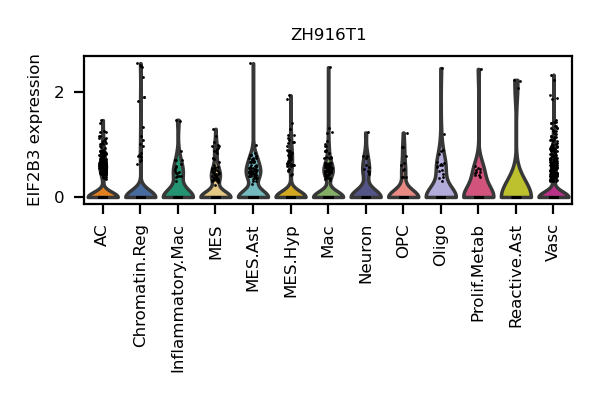 ZH916T1
EIF2B3 expression
2
0
AC
Chromatin.Reg
Inflammatory.Mac
MES
MES.Ast
MES.Hyp
Mac
Neuron
OPC
Oligo
Prolif.Metab
Reactive.Ast
Vasc